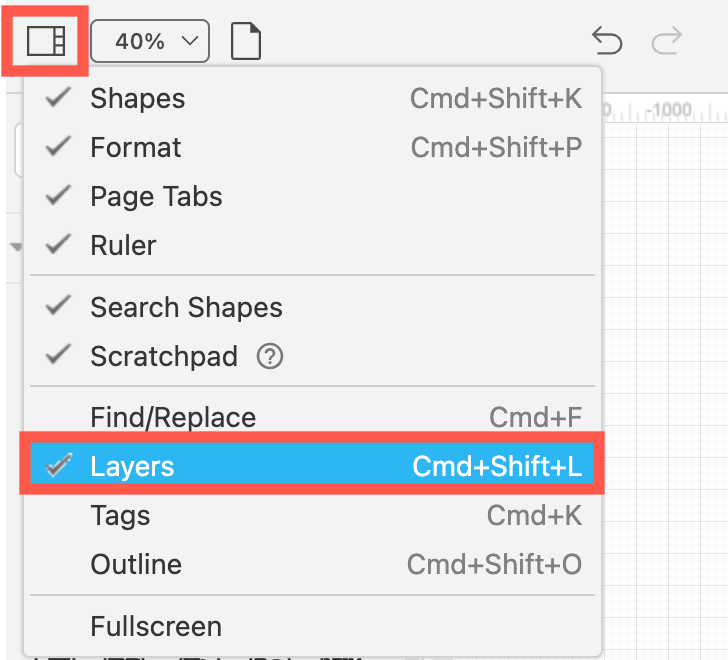 40%
Shapes Cmd+Shift+K
-1000
Format Cmd+Shift+P
Page Tabs
Ruler
Search Shapes
Scratchpad ?
Find/Replace Cmd+F
Layers Cmd+Shift+L
Tags Cmd+K
Outline Cmd+Shift+O
Fullscreen